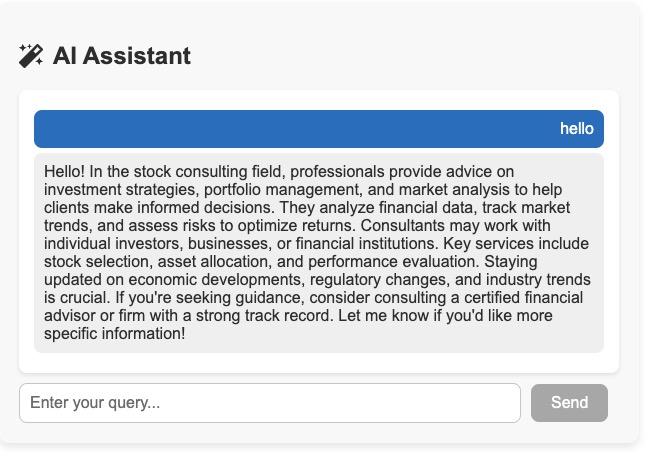 AI Assistant
hello
Hello! In the stock consulting field, professionals provide advice on
investment strategies, portfolio management, and market analysis to help
clients make informed decisions. They analyze financial data, track market
trends, and assess risks to optimize returns. Consultants may work with
individual investors, businesses, or financial institutions. Key services include
stock selection, asset allocation, and performance evaluation. Staying
updated on economic developments, regulatory changes, and industry trends
is crucial. If you're seeking guidance, consider consulting a certified financial
advisor or firm with a strong track record. Let me know if you'd like more
specific information!
Enter your query...
Send